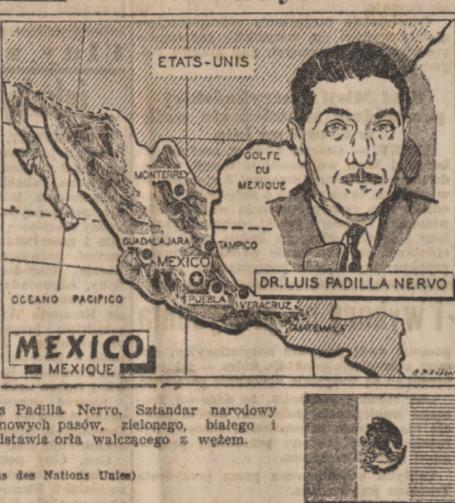 ETATS-UNIS
GOLFE
DU
MEXIQUE
MONTERREY
GUADALAJARA
TAMPICO
MEXICO
PUEBLA
VERACRUZ
GUATEMALA
OCEANO PACIFICO
DR. LUIS PADILLA NERVO
MEXICO
MEXIQUE
s Padilla Nervo. Sztandar narodowy
nowych pasów, zielonego, białego i
dstawia orła walczącego z wężem.
s des Nations Unies)